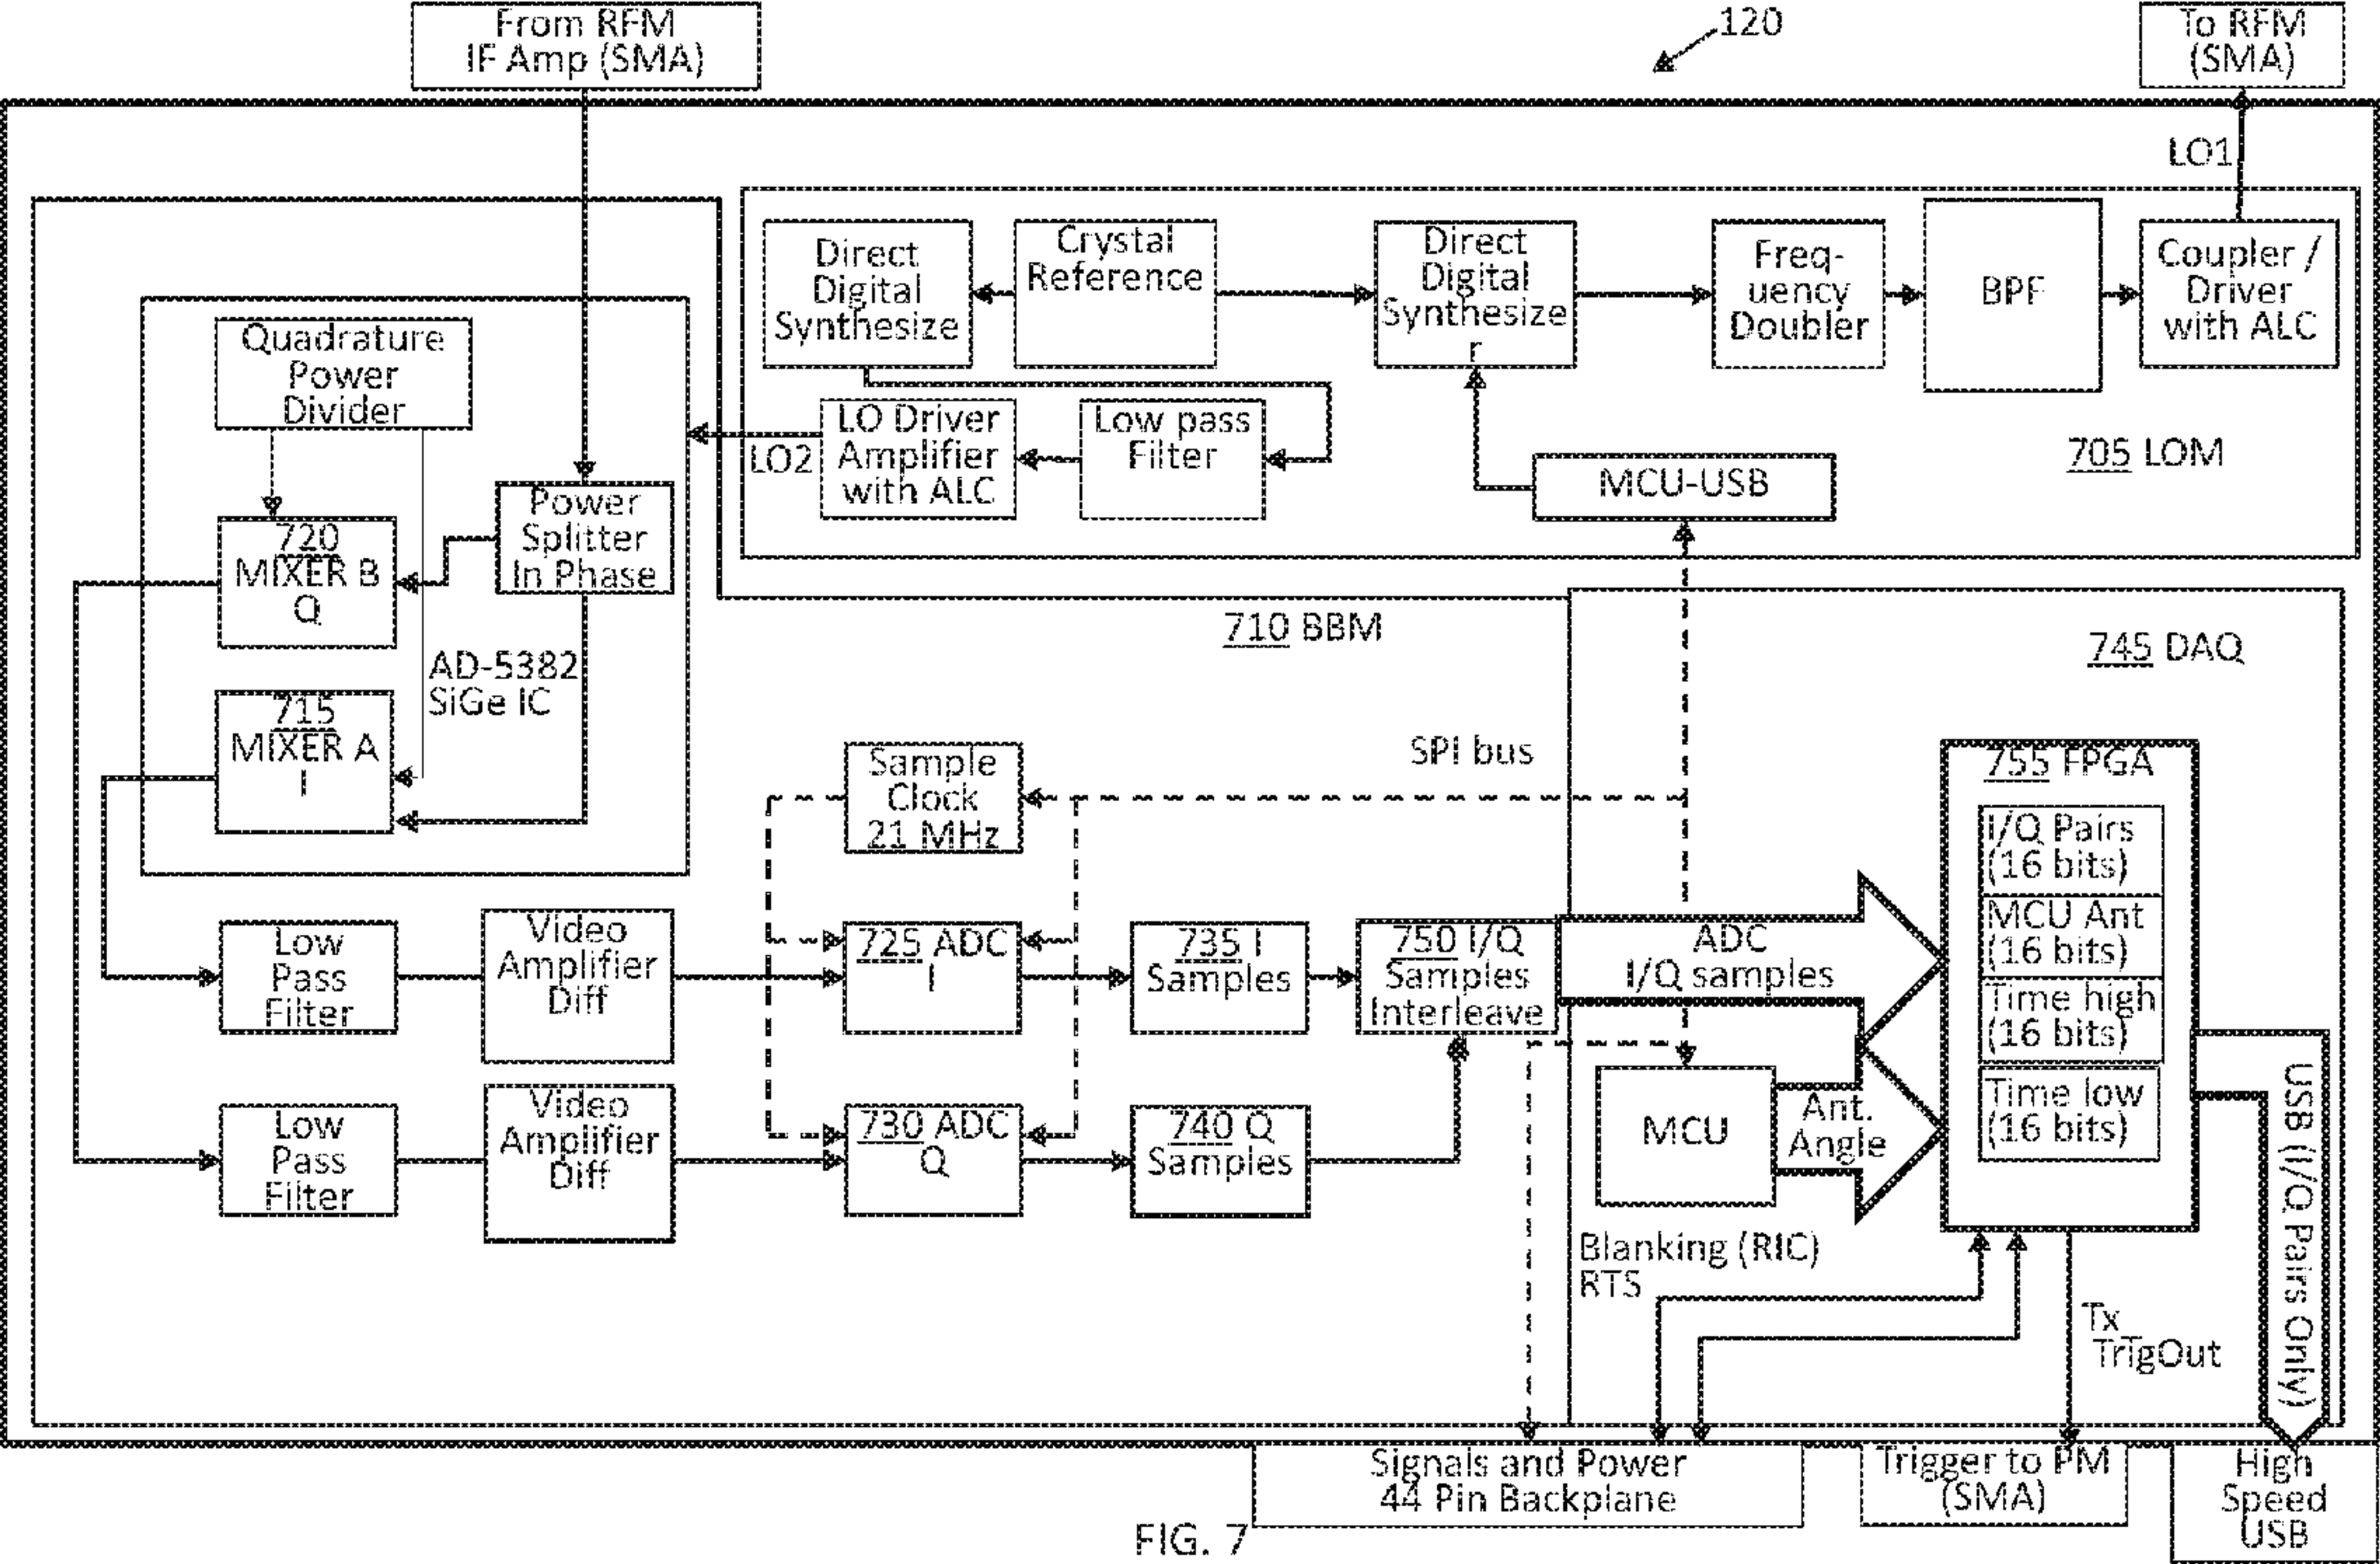 From RFM
IF Amp (SMA)
120
To RFM
(SMA)
LO1
Direct
Digital
Synthesize
Crystal
Reference
Direct
Digital
Synthesize
r
Freq-
uency
Doubler
BPF
Coupler /
Driver
with ALC
Quadrature
Power
Divider
LO2
LO Driver
Amplifier
with ALC
Low pass
Filter
MCU-USB
705 LOM
Power
Splitter
In Phase
720
MIXER B
Q
710 BBM
745 DAQ
AD-5382
SiGe IC
715
MIXER A
I
Sample
Clock
21 MHz
SPI bus
755 FPGA
I/Q Pairs
(16 bits)
MCU Ant
(16 bits)
Time high
(16 bits)
Time low
(16 bits)
Low
Pass
Filter
Video
Amplifier
Diff
725 ADC
I
735 I
Samples
750 I/Q
Samples
Interleave
ADC
I/Q samples
Low
Pass
Filter
Video
Amplifier
Diff
730 ADC
Q
740 Q
Samples
MCU
Ant.
Angle
USB (I/Q Pairs Only)
Blanking (RIC)
RTS
Tx_
TrigOut
Signals and Power
44 Pin Backplane
Trigger to PM
(SMA)
High
Speed
USB
FIG. 7